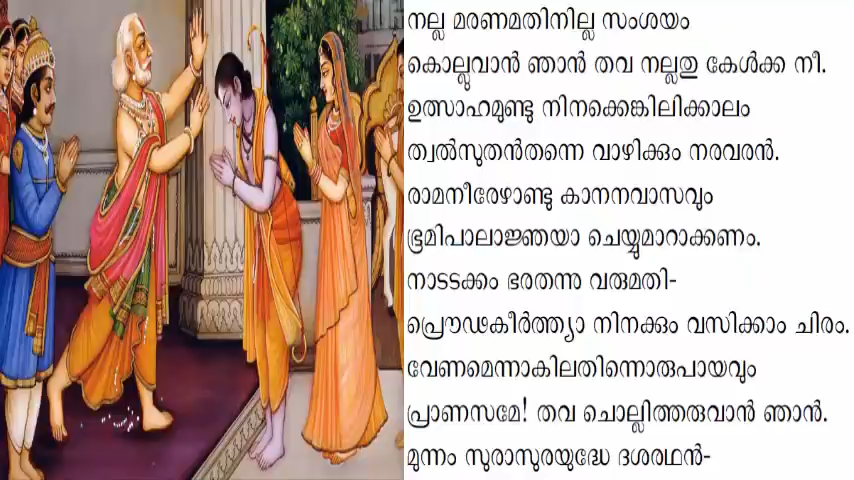 നല്ല മരണമതിനില്ല സംശയം
കൊല്ലുവാൻ ഞാൻ തവ നല്ലതു കേൾക്ക നീ.
ഉത്സാഹമുണ്ടു നിനക്കെങ്കിലിക്കാലം
ത്വൽസുതൻതന്നെ വാഴിക്കും നരവരൻ.
രാമനീരേഴാണ്ടു കാനനവാസവും
ഭൂമിപാലാജ്ഞയാ ചെയ്യുമാറാക്കണം.
നാടടക്കം ഭരതന്നു വരുമതി-
പ്രൌഢകീർത്ത്യാ നിനക്കും വസിക്കാം ചിരം.
വേണമെന്നാകിലതിന്നൊരുപായവും
പ്രാണസമേ! തവ ചൊല്ലിത്തരുവാൻ ഞാൻ.
മുന്നം സുരാസുരയുദ്ധേ ദശരഥൻ-